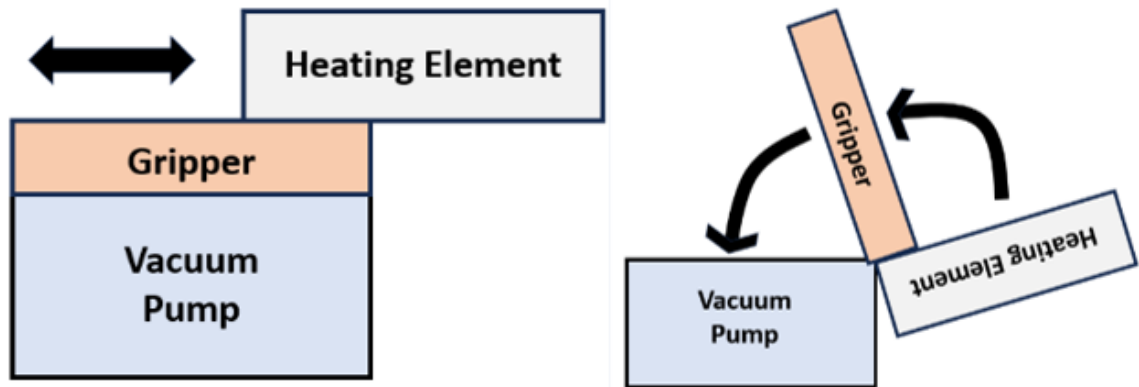 Heating Element
Gripper
Vacuum
Pump
Gripper
Heating Element
Vacuum
Pump